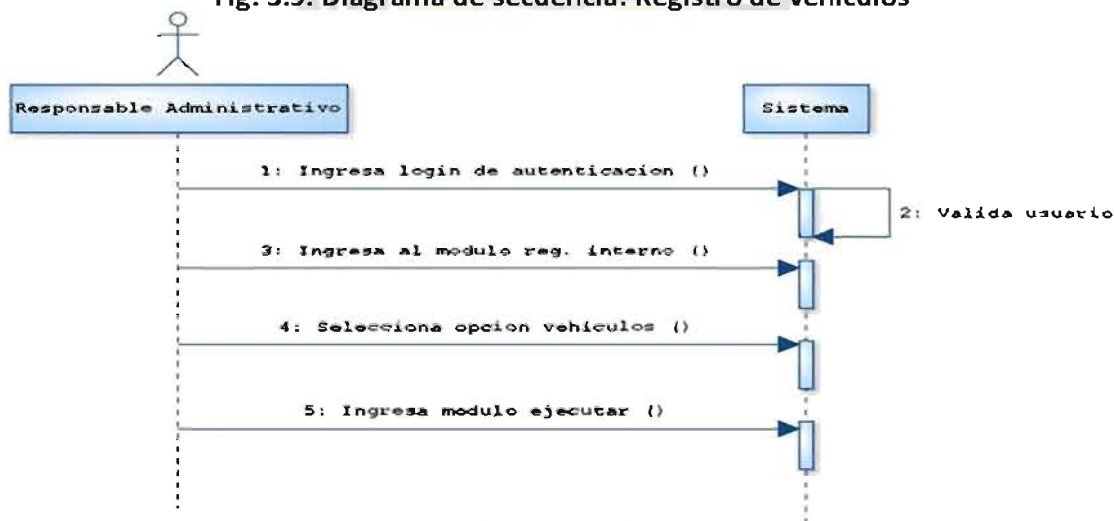 Fig. 3.9. Diagrama de secuencia: Registro de vehículos
Responsable Administrativo
Sistema
1: Ingresa login de autenticacion ()
2: Valida usuario
3: Ingresa al modulo reg. interno ()
4: Selecciona opcion vehiculos ()
5: Ingresa modulo ejecutar ()